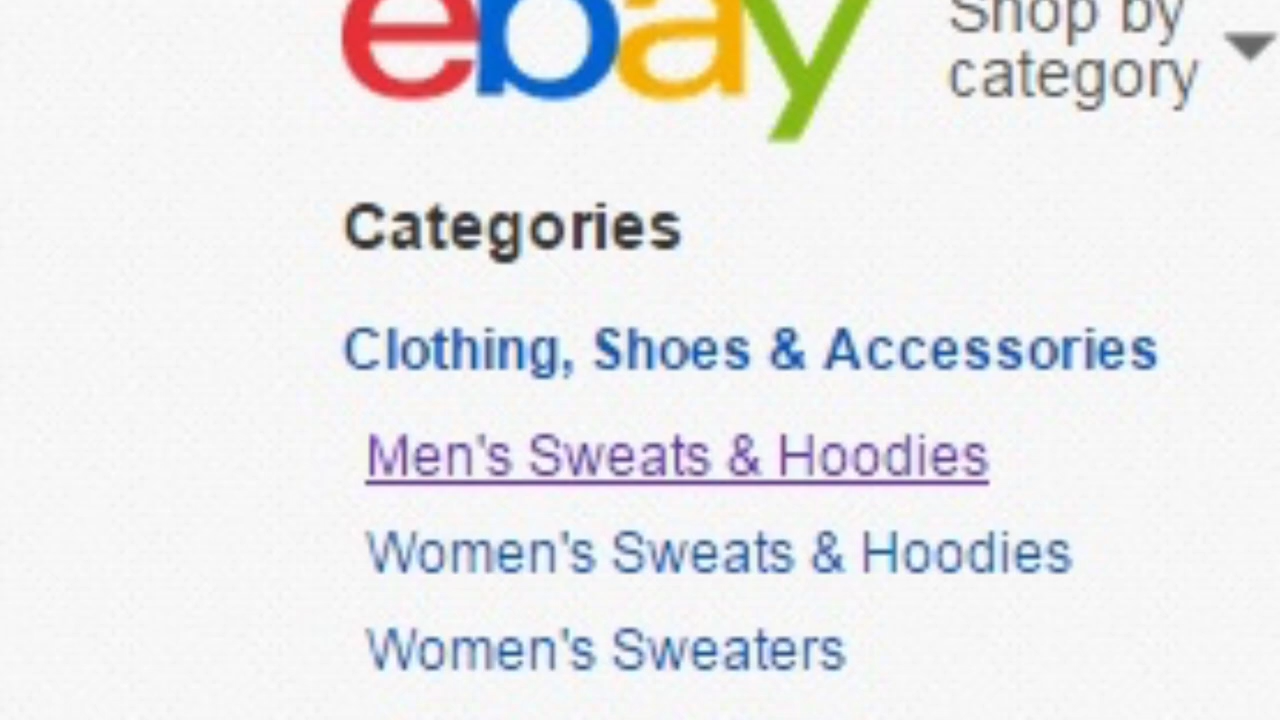 ebay
Shop by
category
Categories
Clothing, Shoes & Accessories
Men's Sweats & Hoodies
Women's Sweats & Hoodies
Women's Sweaters